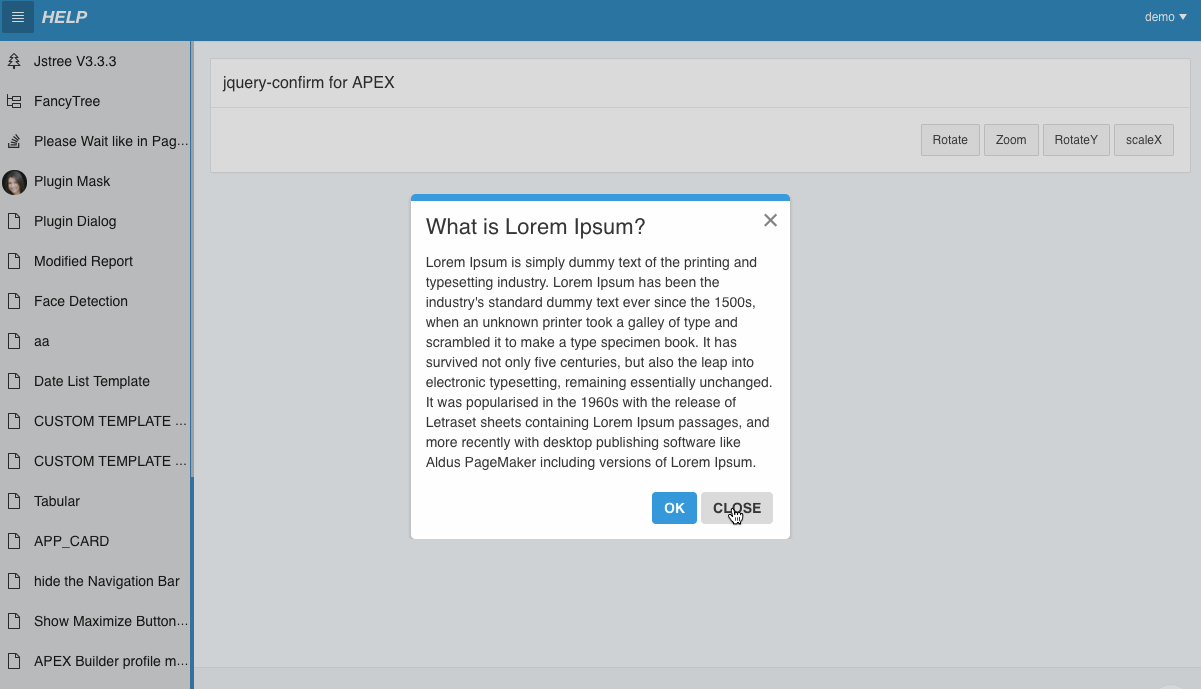 HELP
demo
Jstree V3.3.3
FancyTree
Please Wait like in Pag...
Plugin Mask
Plugin Dialog
Modified Report
Face Detection
aa
Date List Template
CUSTOM TEMPLATE ...
CUSTOM TEMPLATE ...
Tabular
APP_CARD
hide the Navigation Bar
Show Maximize Button...
APEX Builder profile m...
jquery-confirm for APEX
Rotate
Zoom
RotateY
scaleX
What is Lorem Ipsum?
Lorem Ipsum is simply dummy text of the printing and
typesetting industry. Lorem Ipsum has been the
industry's standard dummy text ever since the 1500s,
when an unknown printer took a galley of type and
scrambled it to make a type specimen book. It has
survived not only five centuries, but also the leap into
electronic typesetting, remaining essentially unchanged.
It was popularised in the 1960s with the release of
Letraset sheets containing Lorem Ipsum passages, and
more recently with desktop publishing software like
Aldus PageMaker including versions of Lorem Ipsum.
OK
CLOSE